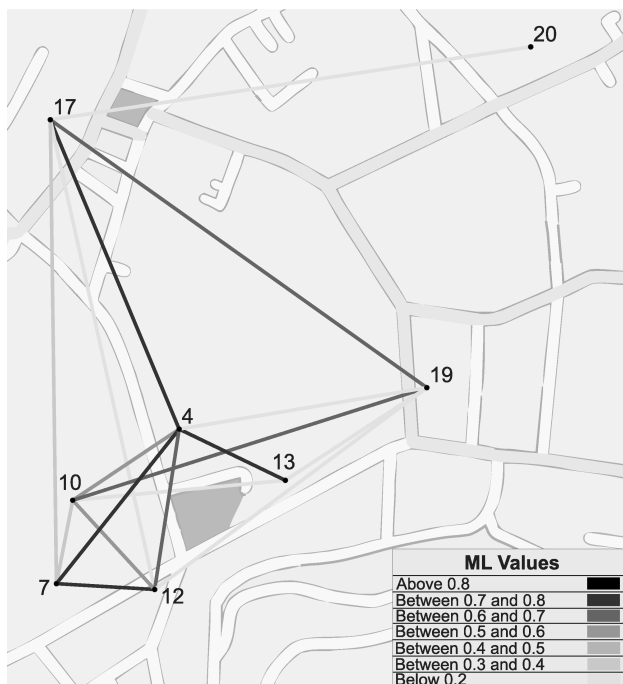 20
17
19
4
13
10
7
12
ML Values
Above 0.8
Between 0.7 and 0.8
Between 0.6 and 0.7
Between 0.5 and 0.6
Between 0.4 and 0.5
Between 0.3 and 0.4
Below 0.2